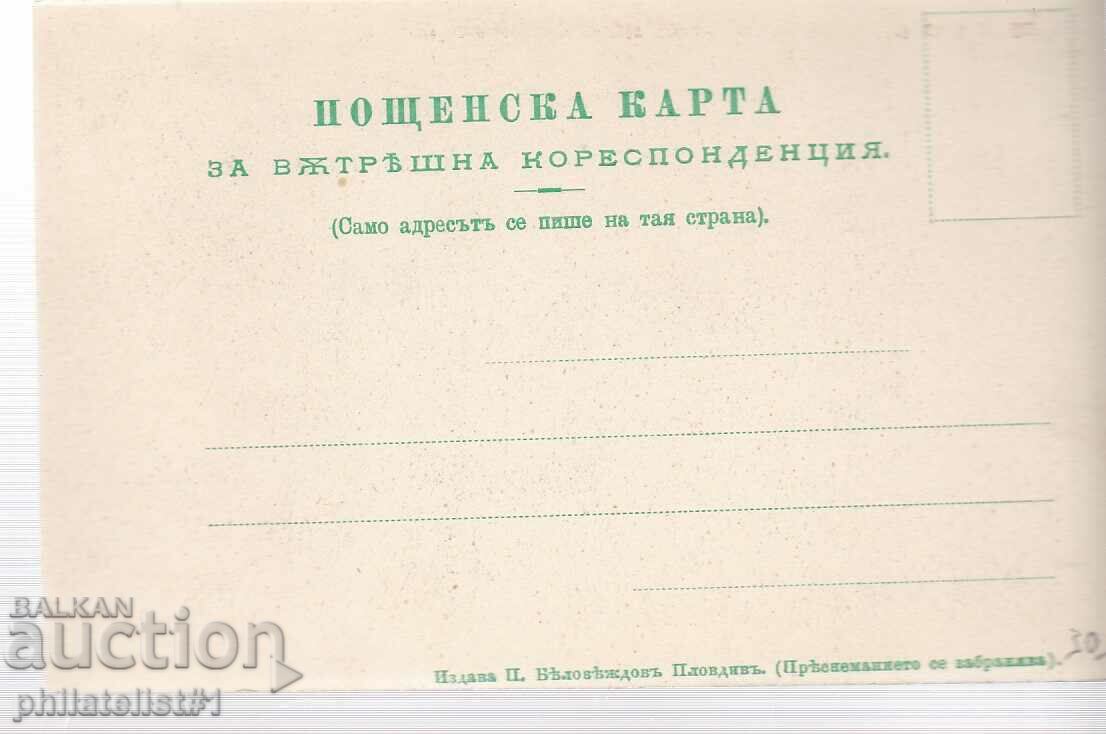 ПОЩЕНСКА КАРТА
ЗА ВѪТРѢШНА КОРЕСПОНДЕНЦИЯ.
(Само адресътъ се пише на тая страна).
Издава П. Бѣловѣждовъ Пловдивъ. (Прѣснеманието се забранява).
BALKAN
auction
philatelist#1